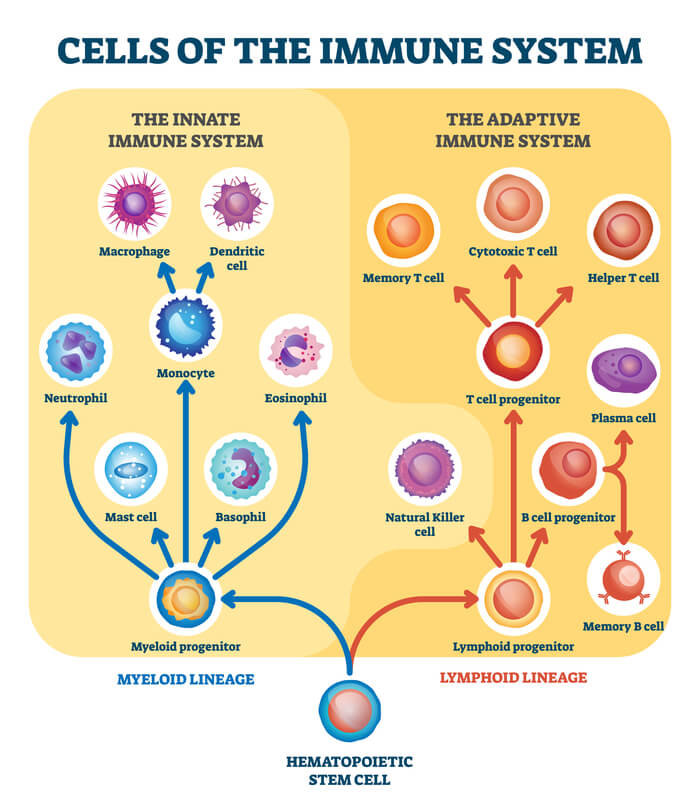 CELLS OF THE IMMUNE SYSTEM
THE INNATE
IMMUNE SYSTEM
THE ADAPTIVE
IMMUNE SYSTEM
Macrophage
Dendritic
cell
Memory T cell
Cytotoxic T cell
Helper T cell
Monocyte
Neutrophil
Eosinophil
T cell progenitor
Plasma cell
Mast cell
Basophil
Natural Killer
cell
B cell progenitor
Memory B cell
Myeloid progenitor
Lymphoid progenitor
MYELOID LINEAGE
LYMPHOID LINEAGE
HEMATOPOIETIC
STEM CELL